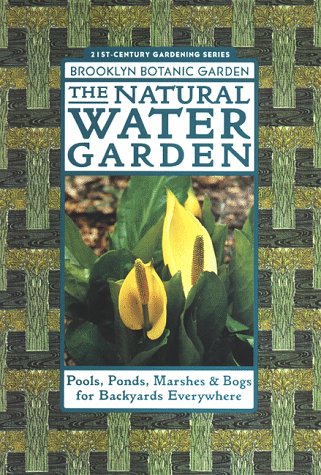 21ST-CENTURY GARDENING SERIES
BROOKLYN BOTANIC GARDEN
THE NATURAL
WATER
GARDEN
Pools, Ponds, Marshes & Bogs
for Backyards Everywhere